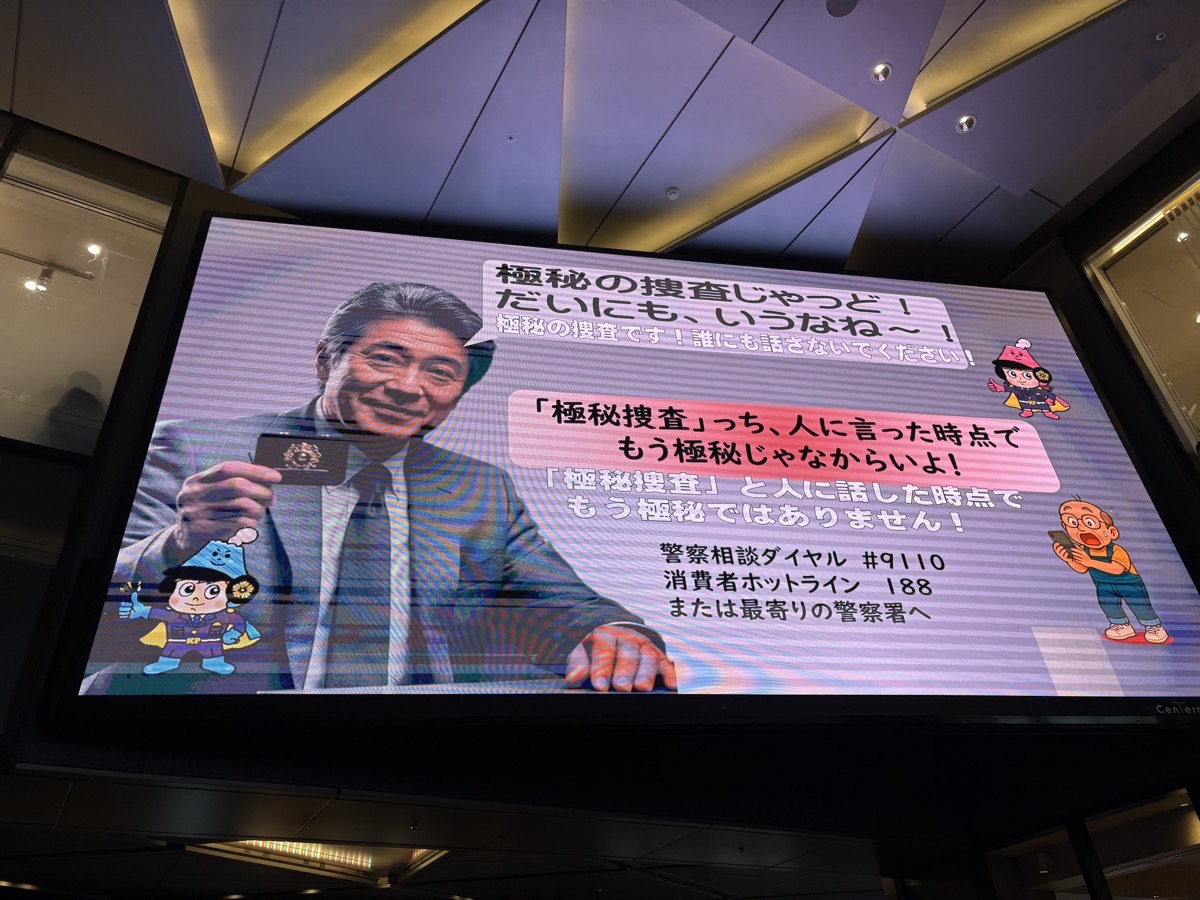 極秘の捜査じゃっど！
だいにも、いうなね～！
極秘の捜査です！誰にも話さないでください！
「極秘捜査」っち、人に言った時点で
もう極秘じゃなからいよ！
「極秘捜査」と人に話した時点で
もう極秘ではありません！
警察相談ダイヤル #9110
消費者ホットライン 188
または最寄りの警察署へ